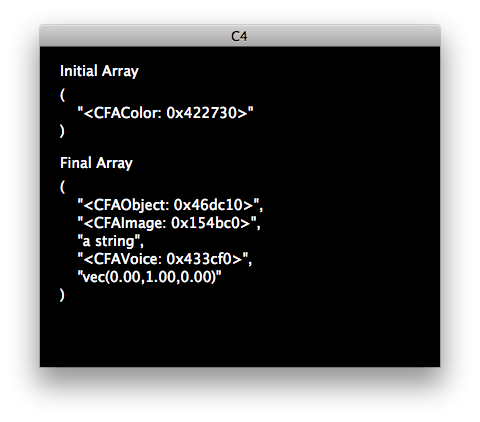 C4
Initial Array
(
"<CFAColor: 0x422730>"
)
Final Array
(
"<CFAObject: 0x46dc10>",
"<CFAImage: 0x154bc0>",
"a string",
"<CFAVoice: 0x433cf0>",
"vec(0.00,1.00,0.00)"
)